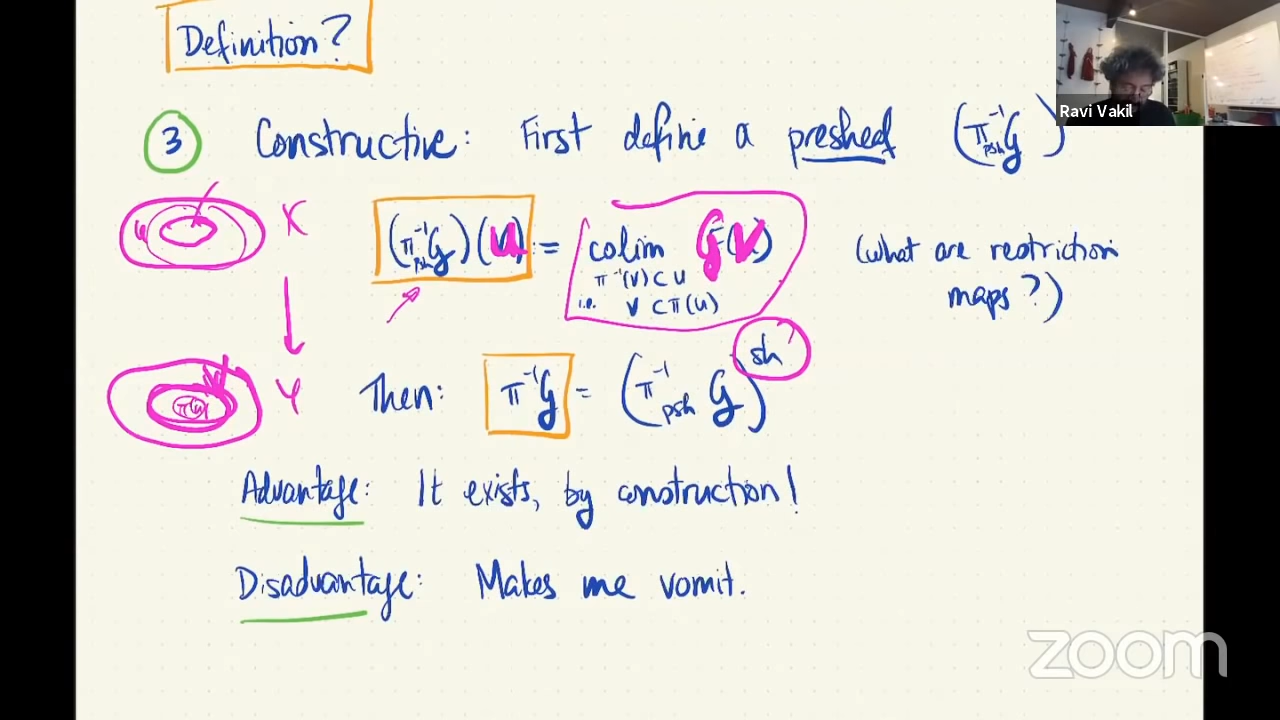 Definition?
Ravi Vakil
③ Constructive: First define a presheaf (π⁻¹psh G)
X
(π⁻¹psh G)(U) = colim G(V)
π⁻¹(V) ⊂ U
i.e. V ⊂ π(U)
(What are restriction maps?)
Y
π(U)
Then: π⁻¹G = (π⁻¹psh G)^sh
Advantage: It exists, by construction!
Disadvantage: Makes me vomit.
zoom